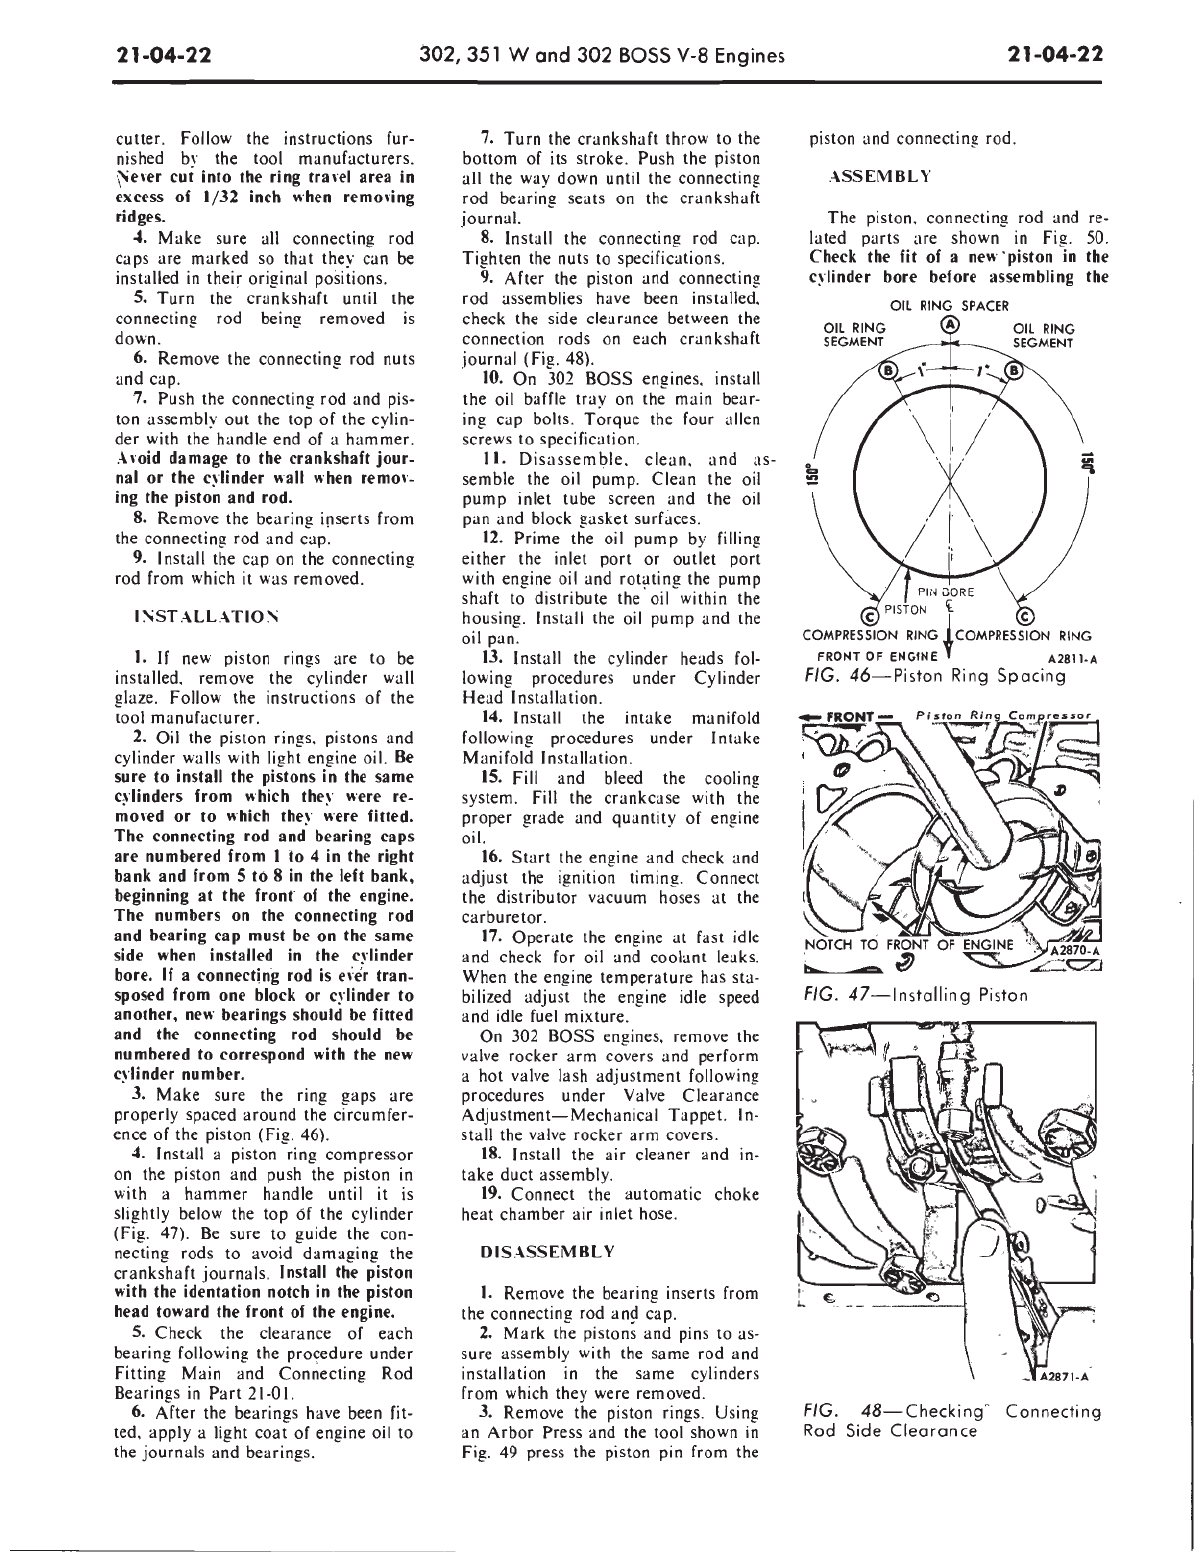 21-04-22
302, 351 W and 302 BOSS V-8 Engines
21-04-22
cutter. Follow the instructions fur-
nished by the tool manufacturers.
Never cut into the ring travel area in
excess of 1/32 inch when removing
ridges.
4. Make sure all connecting rod
caps are marked so that they can be
installed in their original positions.
5. Turn the crankshaft until the
connecting rod being removed is
down.
6. Remove the connecting rod nuts
and cap.
7. Push the connecting rod and pis-
ton assembly out the top of the cylin-
der with the handle end of a hammer.
Avoid damage to the crankshaft jour-
nal or the cylinder wall when remov-
ing the piston and rod.
8. Remove the bearing inserts from
the connecting rod and cap.
9. Install the cap on the connecting
rod from which it was removed.
INSTALLATION
1. If new piston rings are to be
installed, remove the cylinder wall
glaze. Follow the instructions of the
tool manufacturer.
2. Oil the piston rings, pistons and
cylinder walls with light engine oil. Be
sure to install the pistons in the same
cylinders from which they were re-
moved or to which they were fitted.
The connecting rod and bearing caps
are numbered from 1 to 4 in the right
bank and from 5 to 8 in the left bank,
beginning at the front of the engine.
The numbers on the connecting rod
and bearing cap must be on the same
side when installed in the cylinder
bore. If a connecting rod is ever tran-
sposed from one block or cylinder to
another, new bearings should be fitted
and the connecting rod should be
numbered to correspond with the new
cylinder number.
3. Make sure the ring gaps are
properly spaced around the circumfer-
ence of the piston (Fig. 46).
4. Install a piston ring compressor
on the piston and push the piston in
with a hammer handle until it is
slightly below the top of the cylinder
(Fig. 47). Be sure to guide the con-
necting rods to avoid damaging the
crankshaft journals. Install the piston
with the identation notch in the piston
head toward the front of the engine.
5. Check the clearance of each
bearing following the procedure under
Fitting Main and Connecting Rod
Bearings in Part 21-01.
6. After the bearings have been fit-
ted, apply a light coat of engine oil to
the journals and bearings.
7. Turn the crankshaft throw to the
bottom of its stroke. Push the piston
all the way down until the connecting
rod bearing seats on the crankshaft
journal.
8. Install the connecting rod cap.
Tighten the nuts to specifications.
9. After the piston and connecting
rod assemblies have been installed,
check the side clearance between the
connection rods on each crankshaft
journal (Fig. 48).
10. On 302 BOSS engines, install
the oil baffle tray on the main bear-
ing cap bolts. Torque the four allen
screws to specification.
11. Disassemble, clean, and as-
semble the oil pump. Clean the oil
pump inlet tube screen and the oil
pan and block gasket surfaces.
12. Prime the oil pump by filling
either the inlet port or outlet port
with engine oil and rotating the pump
shaft to distribute the oil within the
housing. Install the oil pump and the
oil pan.
13. Install the cylinder heads fol-
lowing procedures under Cylinder
Head Installation.
14. Install the intake manifold
following procedures under Intake
Manifold Installation.
15. Fill and bleed the cooling
system. Fill the crankcase with the
proper grade and quantity of engine
oil.
16. Start the engine and check and
adjust the ignition timing. Connect
the distributor vacuum hoses at the
carburetor.
17. Operate the engine at fast idle
and check for oil and coolant leaks.
When the engine temperature has sta-
bilized adjust the engine idle speed
and idle fuel mixture.
On 302 BOSS engines, remove the
valve rocker arm covers and perform
a hot valve lash adjustment following
procedures under Valve Clearance
Adjustment—Mechanical Tappet. In-
stall the valve rocker arm covers.
18. Install the air cleaner and in-
take duct assembly.
19. Connect the automatic choke
heat chamber air inlet hose.
DISASSEMBLY
1. Remove the bearing inserts from
the connecting rod and cap.
2. Mark the pistons and pins to as-
sure assembly with the same rod and
installation in the same cylinders
from which they were removed.
3. Remove the piston rings. Using
an Arbor Press and the tool shown in
Fig. 49 press the piston pin from the
piston and connecting rod.
ASSEMBLY
The piston, connecting rod and re-
lated parts are shown in Fig. 50.
Check the fit of a new piston in the
cylinder bore before assembling the
OIL RING SPACER
OIL RING SEGMENT
A
OIL RING SEGMENT
B
1"
1"
B
150°
150°
PIN BORE
℄
PISTON
C
C
COMPRESSION RING
COMPRESSION RING
FRONT OF ENGINE
A2811-A
FIG. 46—Piston Ring Spacing
FRONT
Piston Ring Compressor
NOTCH TO FRONT OF ENGINE
A2870-A
FIG. 47—Installing Piston
A2871-A
FIG. 48—Checking Connecting
Rod Side Clearance